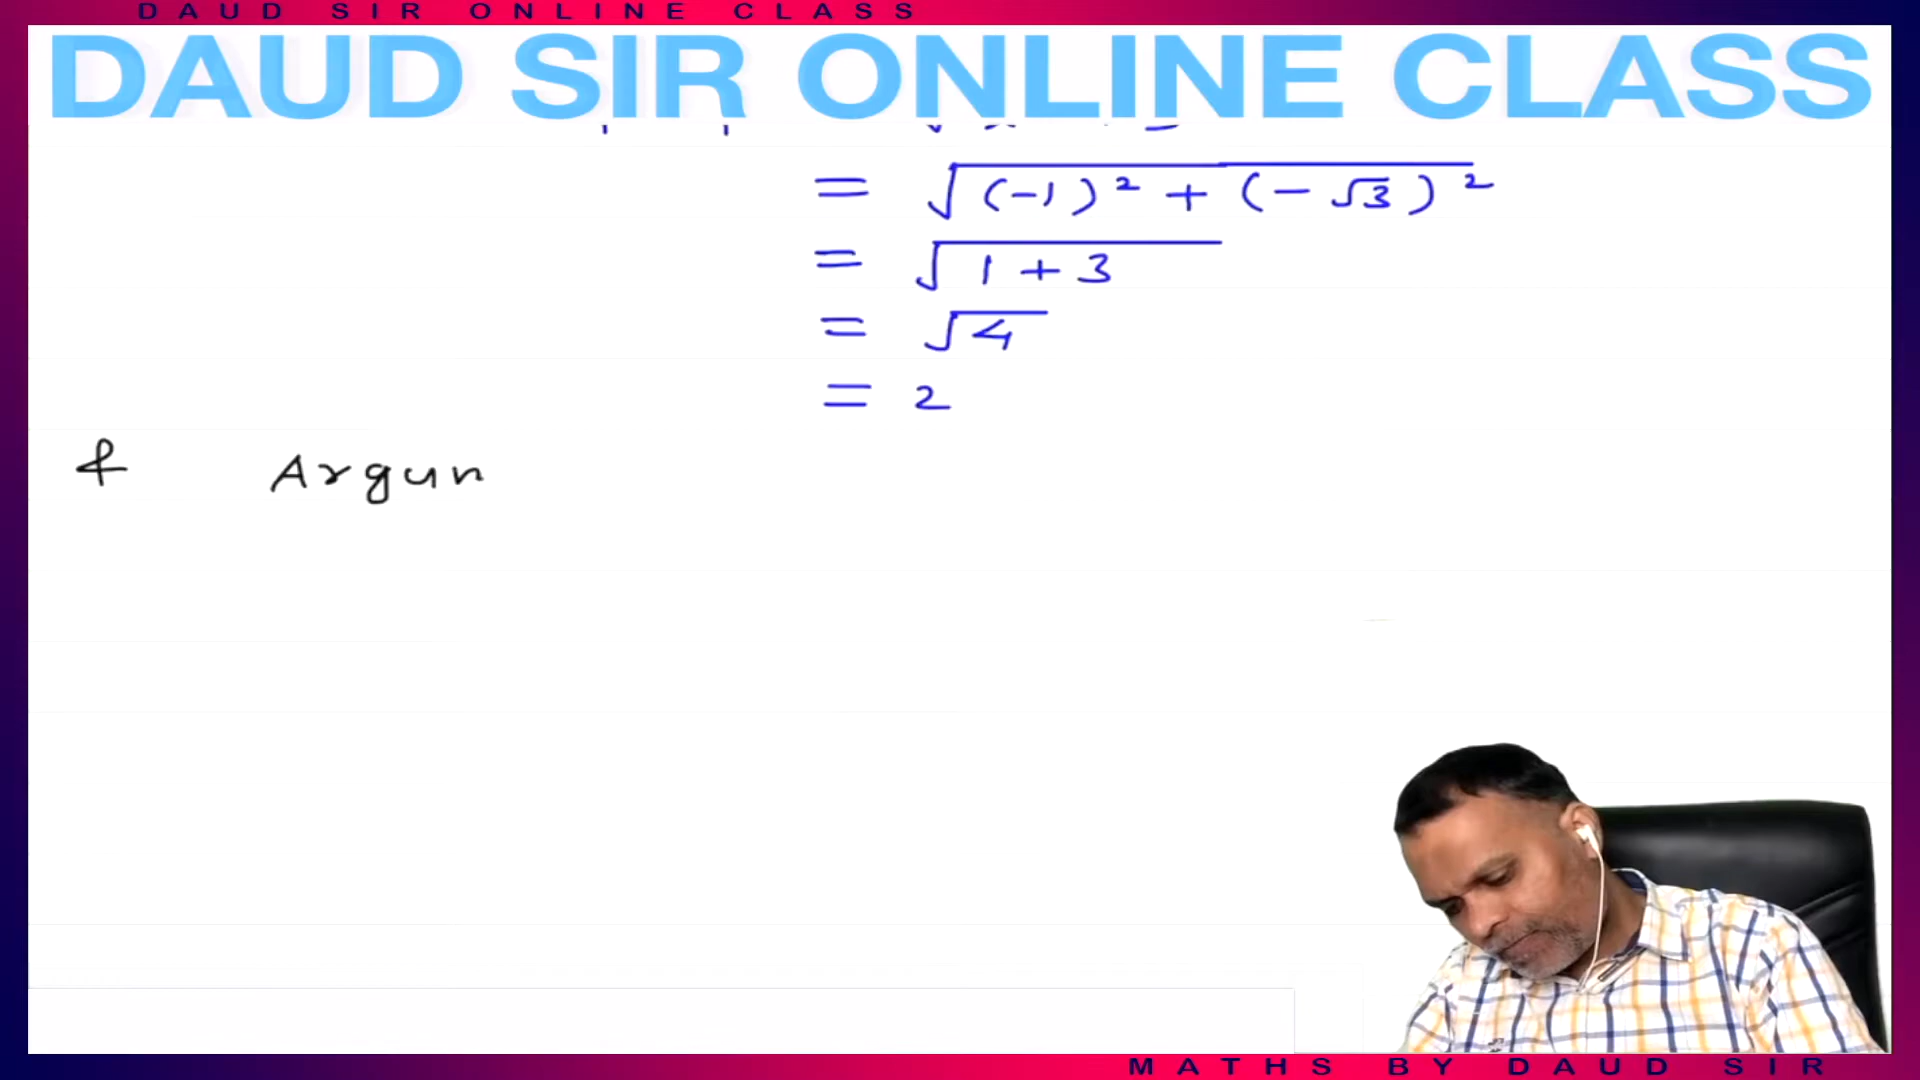 DAUD SIR ONLINE CLASS
DAUD SIR ONLINE CLASS
= √(-1)² + (-√3)²
= √1 + 3
= √4
= 2
& Argun
MATHS BY DAUD SIR